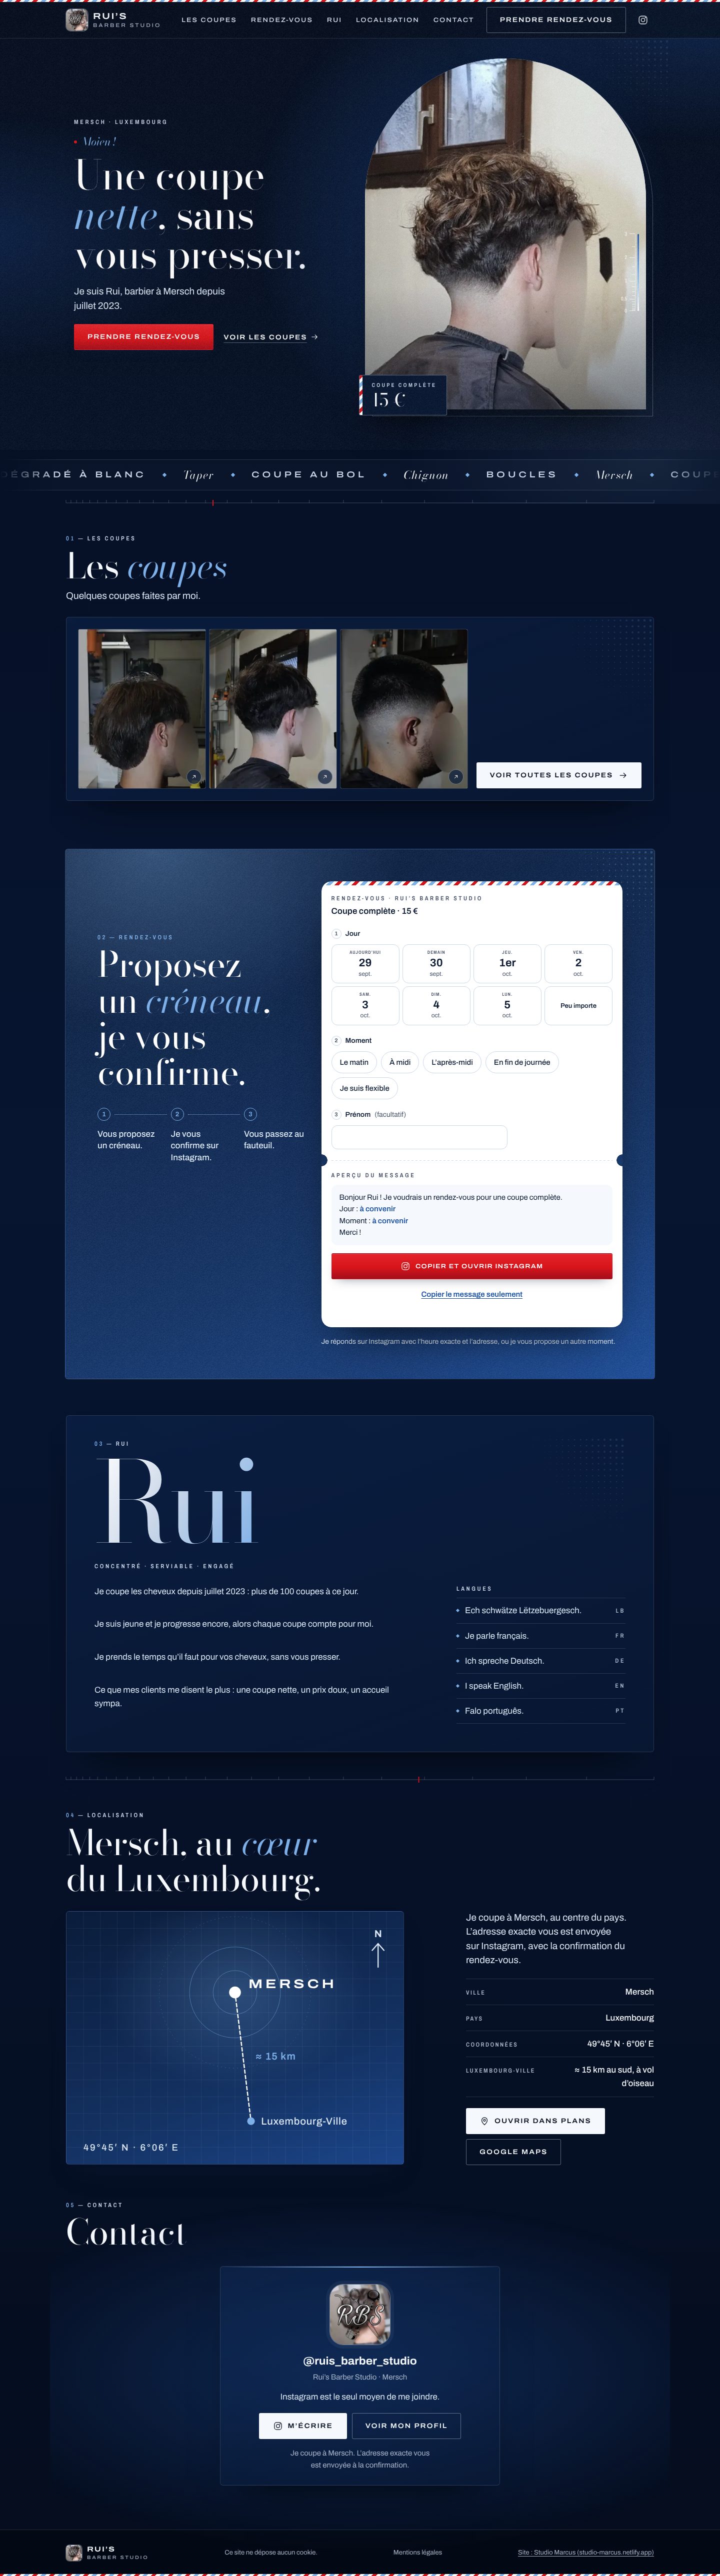 RUI'S
BARBER STUDIO
LES COUPES
RENDEZ-VOUS
RUI
LOCALISATION
CONTACT
PRENDRE RENDEZ-VOUS
MERSCH · LUXEMBOURG
Moien !
Une coupe
nette, sans
vous presser.
Je suis Rui, barbier à Mersch depuis
juillet 2023.
PRENDRE RENDEZ-VOUS
VOIR LES COUPES →
COUPE COMPLÈTE
15 €
DÉGRADÉ À BLANC
Taper
COUPE AU BOL
Chignon
BOUCLES
Mersch
COUP
01 — LES COUPES
Les coupes
Quelques coupes faites par moi.
VOIR TOUTES LES COUPES →
02 — RENDEZ-VOUS
Proposez
un créneau,
je vous
confirme.
1
2
3
Vous proposez
un créneau.
Je vous
confirme sur
Instagram.
Vous passez au
fauteuil.
RENDEZ-VOUS · RUI'S BARBER STUDIO
Coupe complète · 15 €
1 Jour
AUJOURD'HUI
29
sept.
DEMAIN
30
sept.
JEU.
1er
oct.
VEN.
2
oct.
SAM.
3
oct.
DIM.
4
oct.
LUN.
5
oct.
Peu importe
2 Moment
Le matin
À midi
L'après-midi
En fin de journée
Je suis flexible
3 Prénom (facultatif)
APERÇU DU MESSAGE
Bonjour Rui ! Je voudrais un rendez-vous pour une coupe complète.
Jour : à convenir
Moment : à convenir
Merci !
COPIER ET OUVRIR INSTAGRAM
Copier le message seulement
Je réponds sur Instagram avec l'heure exacte et l'adresse, ou je vous propose un autre moment.
03 — RUI
Rui
CONCENTRÉ · SERVIABLE · ENGAGÉ
Je coupe les cheveux depuis juillet 2023 : plus de 100 coupes à ce jour.
Je suis jeune et je progresse encore, alors chaque coupe compte pour moi.
Je prends le temps qu'il faut pour vos cheveux, sans vous presser.
Ce que mes clients me disent le plus : une coupe nette, un prix doux, un accueil
sympa.
LANGUES
Ech schwätze Lëtzebuergesch. LB
Je parle français. FR
Ich spreche Deutsch. DE
I speak English. EN
Falo português. PT
04 — LOCALISATION
Mersch, au cœur
du Luxembourg.
N
MERSCH
≈ 15 km
Luxembourg-Ville
49°45′ N · 6°06′ E
Je coupe à Mersch, au centre du pays.
L'adresse exacte vous est envoyée
sur Instagram, avec la confirmation du
rendez-vous.
VILLE Mersch
PAYS Luxembourg
COORDONNÉES 49°45′ N · 6°06′ E
LUXEMBOURG-VILLE ≈ 15 km au sud, à vol
d'oiseau
OUVRIR DANS PLANS
GOOGLE MAPS
05 — CONTACT
Contact
RBS
@ruis_barber_studio
Rui's Barber Studio · Mersch
Instagram est le seul moyen de me joindre.
M'ÉCRIRE
VOIR MON PROFIL
Je coupe à Mersch. L'adresse exacte vous
est envoyée à la confirmation.
RUI'S
BARBER STUDIO
Ce site ne dépose aucun cookie.
Mentions légales
Site : Studio Marcus (studio-marcus.netlify.app)